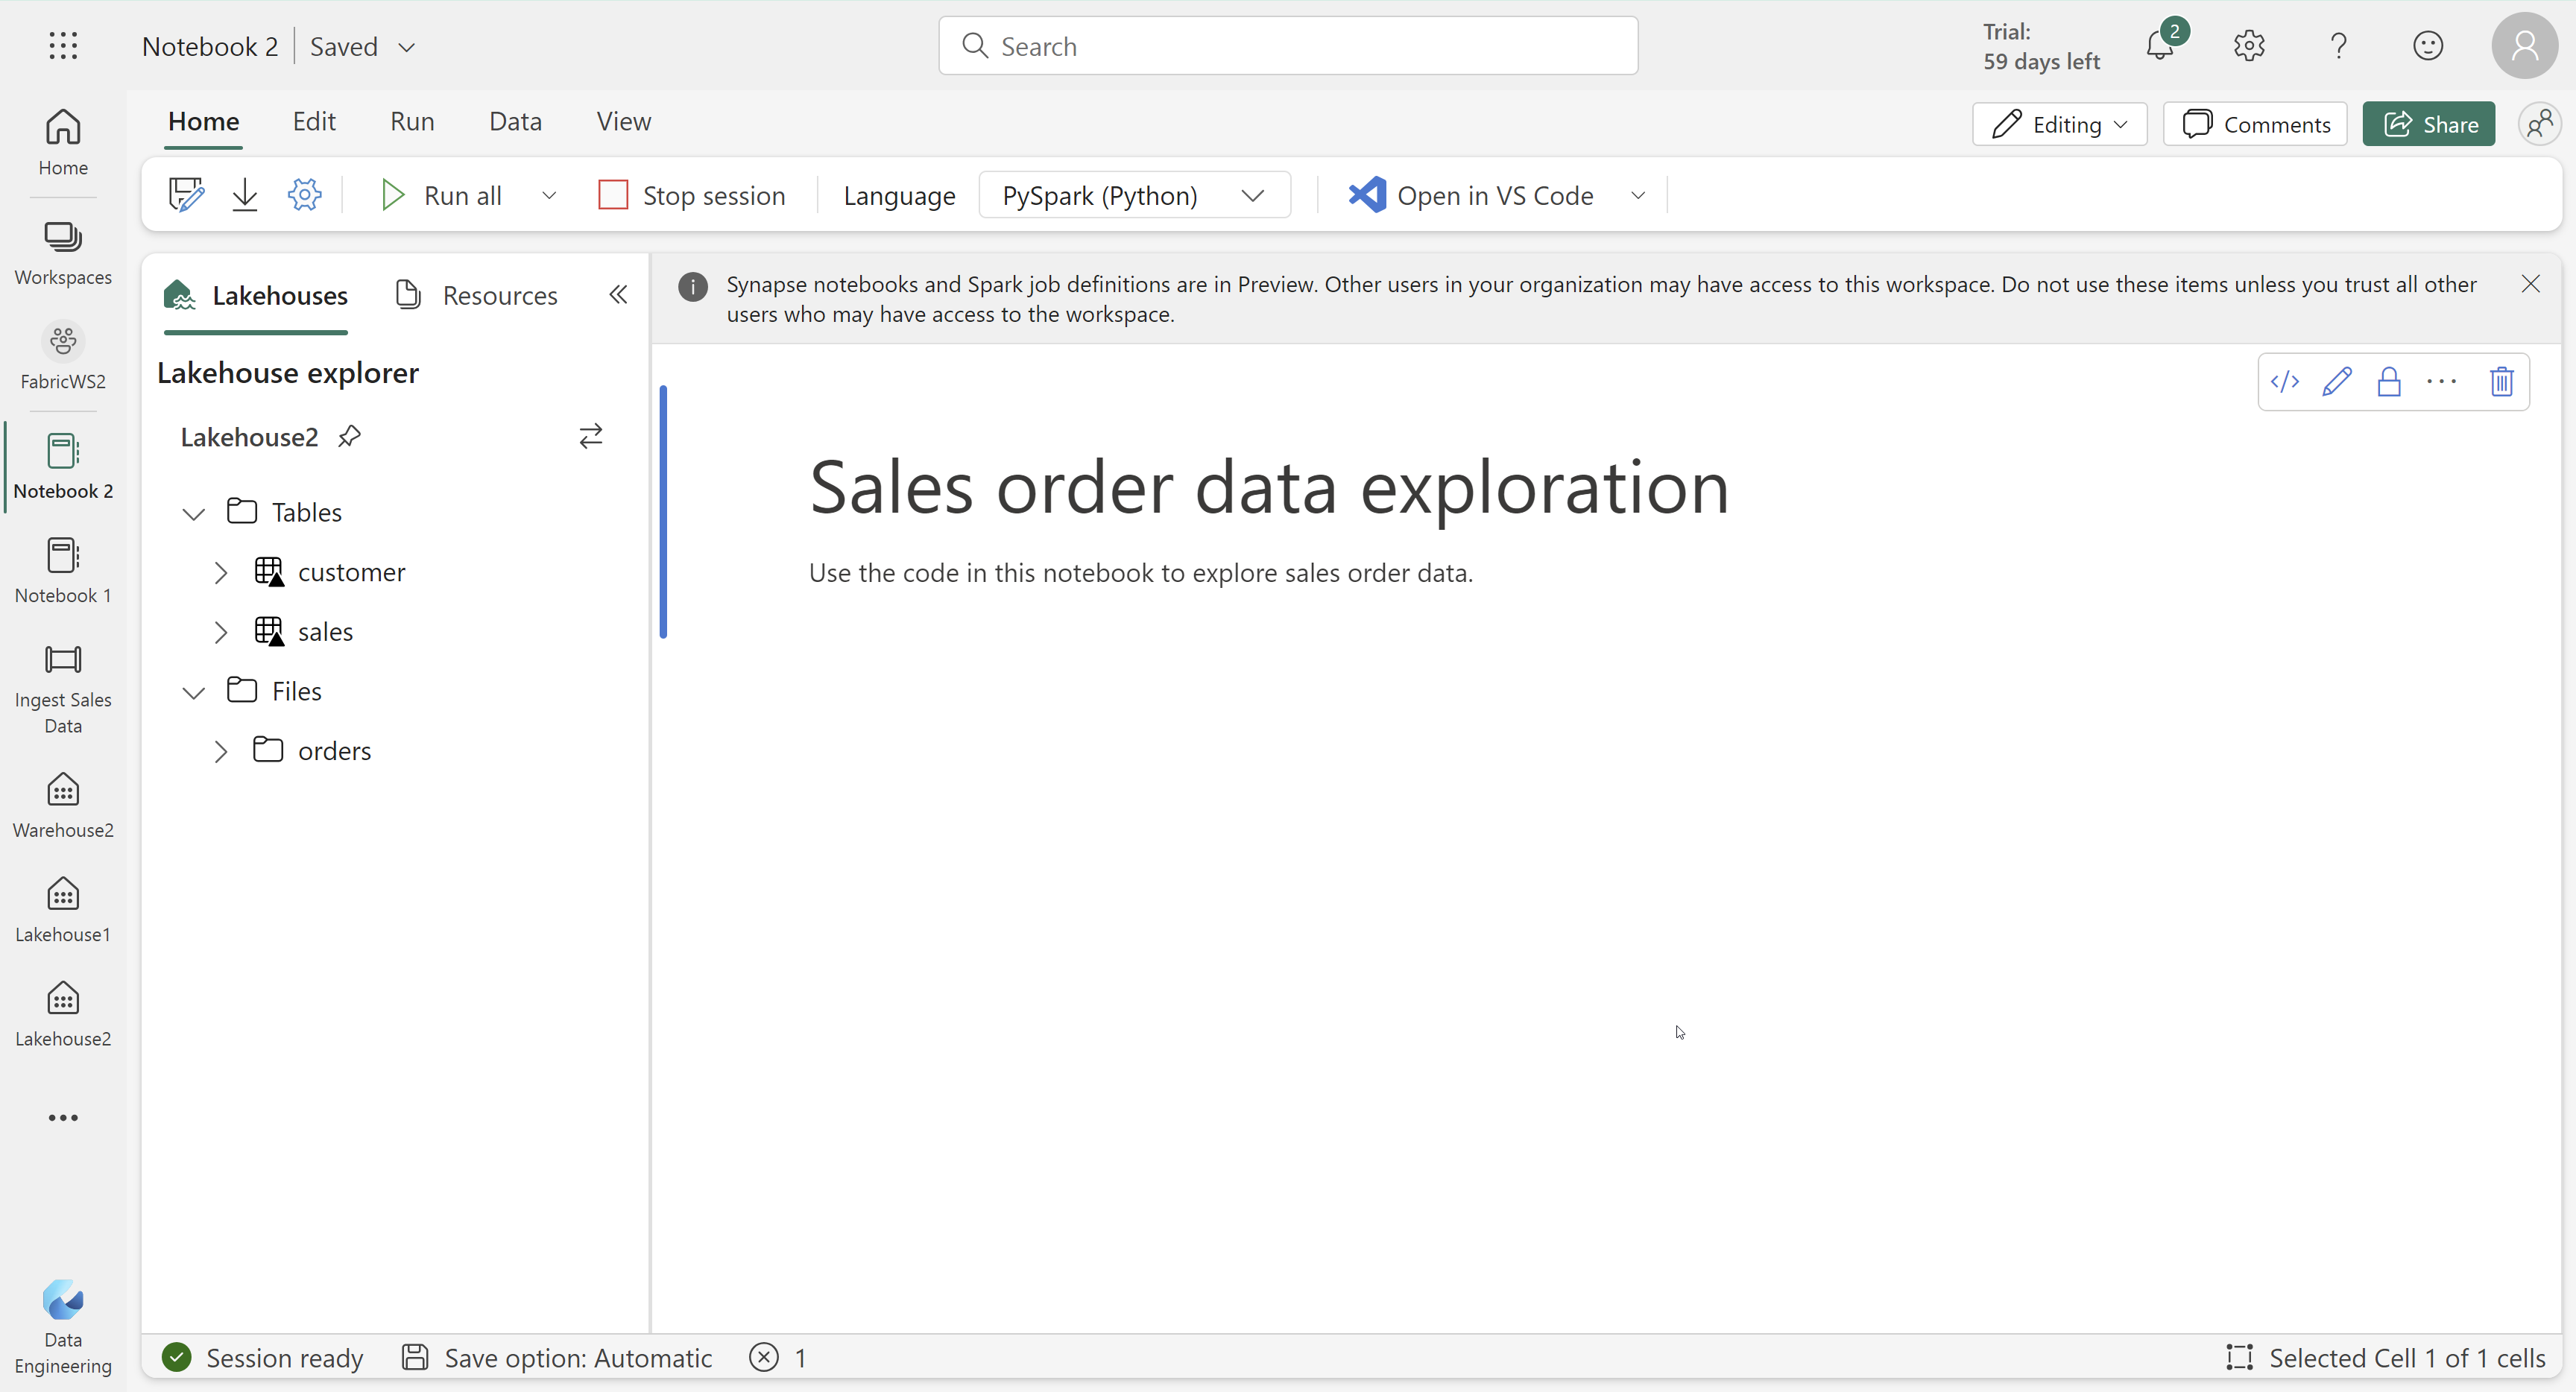 Notebook 2
Saved
Search
Trial:
59 days left
2
Home
Edit
Run
Data
View
Editing
Comments
Share
Run all
Stop session
Language
PySpark (Python)
Open in VS Code
Home
Workspaces
FabricWS2
Notebook 2
Notebook 1
Ingest Sales
Data
Warehouse2
Lakehouse1
Lakehouse2
Data
Engineering
Lakehouses
Resources
Lakehouse explorer
Lakehouse2
Tables
customer
sales
Files
orders
Synapse notebooks and Spark job definitions are in Preview. Other users in your organization may have access to this workspace. Do not use these items unless you trust all other
users who may have access to the workspace.
Sales order data exploration
Use the code in this notebook to explore sales order data.
Session ready
Save option: Automatic
1
Selected Cell 1 of 1 cells